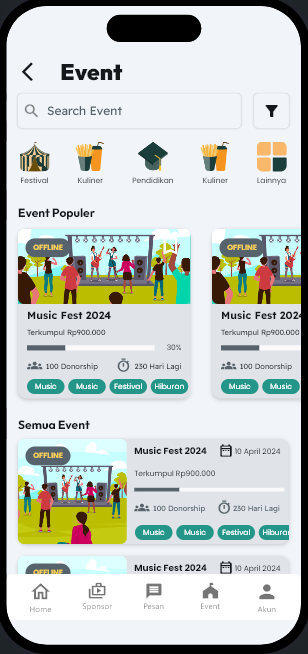 Event
Search Event
Festival Kuliner Pendidikan Kuliner Lainnya
Event Populer
OFFLINE OFFLINE
Music Fest 2024 Music Fest 2024
Terkumpul Rp900.000 Terkumpul Rp900.000
30%
100 Donorship 230 Hari Lagi 100 Donorship
Music Music Festival Hiburan Music Music
Semua Event
OFFLINE Music Fest 2024 10 April 2024
Terkumpul Rp900.000
100 Donorship 230 Hari Lagi
Music Music Festival Hiburan
OFFLINE Music Fest 2024 10 April 2024
Home Sponsor Pesan Event Akun